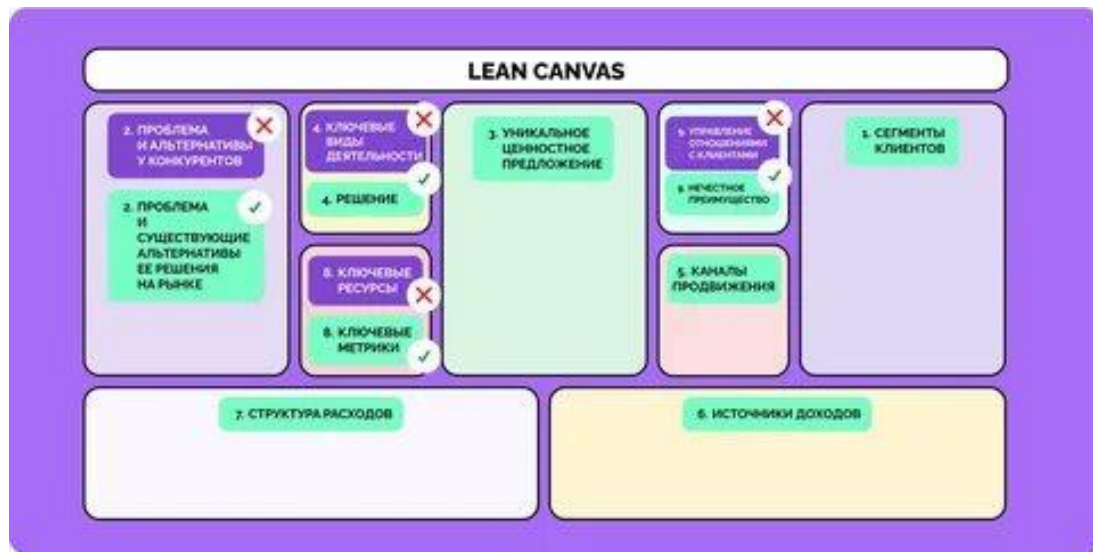 LEAN CANVAS
2. ПРОБЛЕМА
И АЛЬТЕРНАТИВЫ
У КОНКУРЕНТОВ
2. ПРОБЛЕМА
И
СУЩЕСТВУЮЩИЕ
АЛЬТЕРНАТИВЫ
ЕЕ РЕШЕНИЯ
НА РЫНКЕ
4. КЛЮЧЕВЫЕ
ВИДЫ
ДЕЯТЕЛЬНОСТИ
4. РЕШЕНИЕ
8. КЛЮЧЕВЫЕ
РЕСУРСЫ
8. КЛЮЧЕВЫЕ
МЕТРИКИ
3. УНИКАЛЬНОЕ
ЦЕННОСТНОЕ
ПРЕДЛОЖЕНИЕ
9. УПРАВЛЕНИЕ
ОТНОШЕНИЯМИ
С КЛИЕНТАМИ
9. НЕЧЕСТНОЕ
ПРЕИМУЩЕСТВО
5. КАНАЛЫ
ПРОДВИЖЕНИЯ
1. СЕГМЕНТЫ
КЛИЕНТОВ
7. СТРУКТУРА РАСХОДОВ
6. ИСТОЧНИКИ ДОХОДОВ